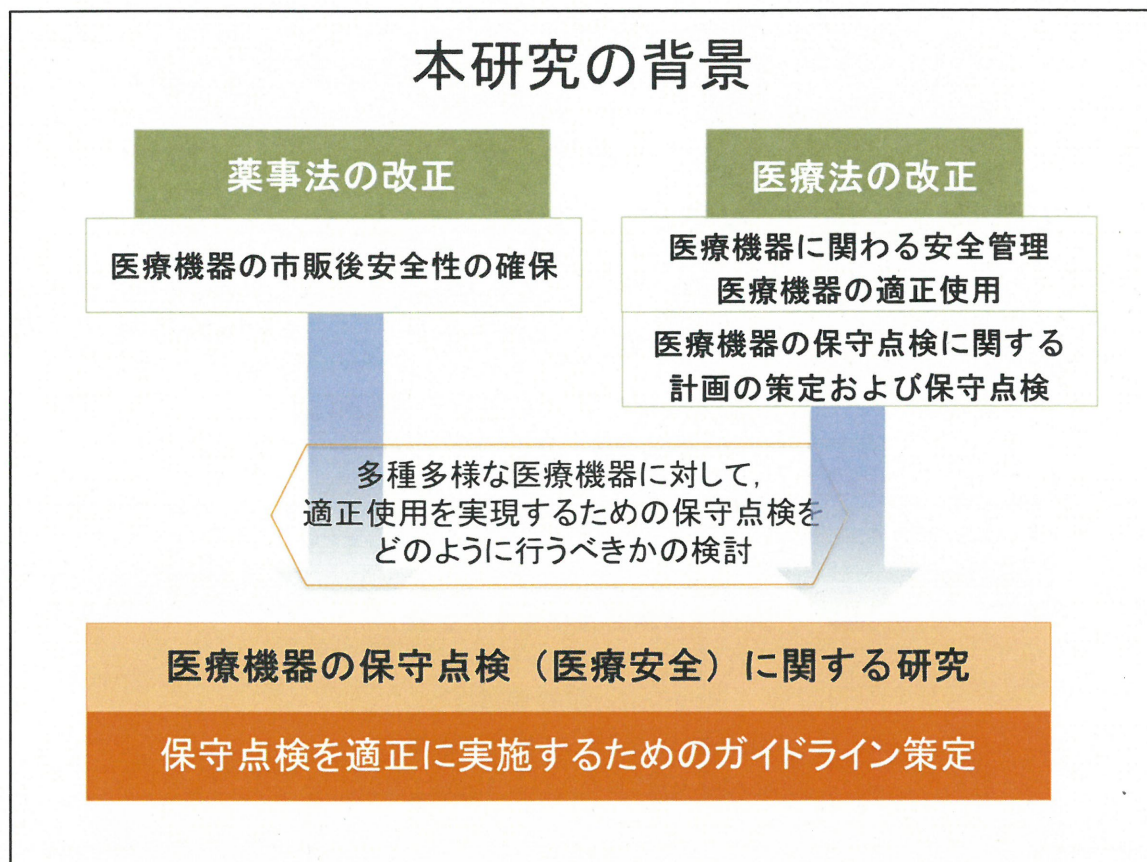 本研究の背景
薬事法の改正
医療機器の市販後安全性の確保
医療法の改正
医療機器に関わる安全管理
医療機器の適正使用
医療機器の保守点検に関する
計画の策定および保守点検
多種多様な医療機器に対して,
適正使用を実現するための保守点検を
どのように行うべきかの検討
医療機器の保守点検（医療安全）に関する研究
保守点検を適正に実施するためのガイドライン策定